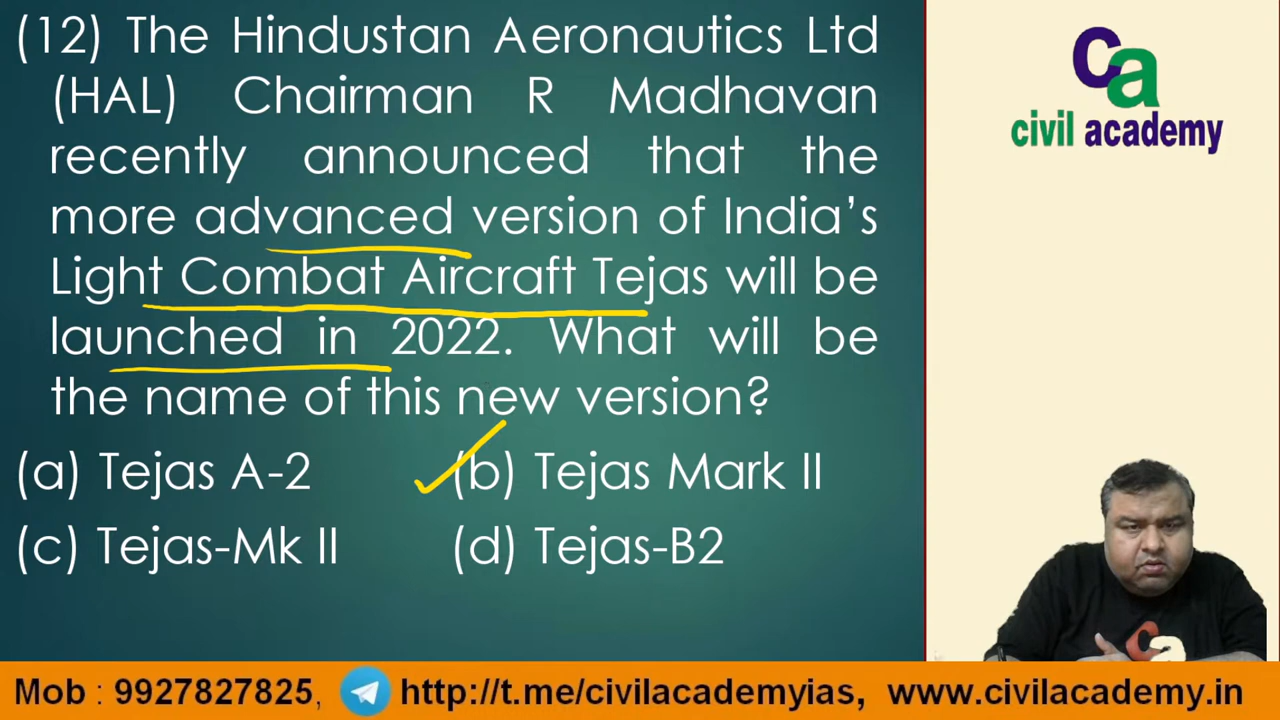 (12) The Hindustan Aeronautics Ltd
(HAL) Chairman R Madhavan
recently announced that the
more advanced version of India’s
Light Combat Aircraft Tejas will be
launched in 2022. What will be
the name of this new version?
(a) Tejas A-2 (b) Tejas Mark II
(c) Tejas-Mk II (d) Tejas-B2
ca
civil academy
ca
Mob : 9927827825, http://t.me/civilacademyias, www.civilacademy.in